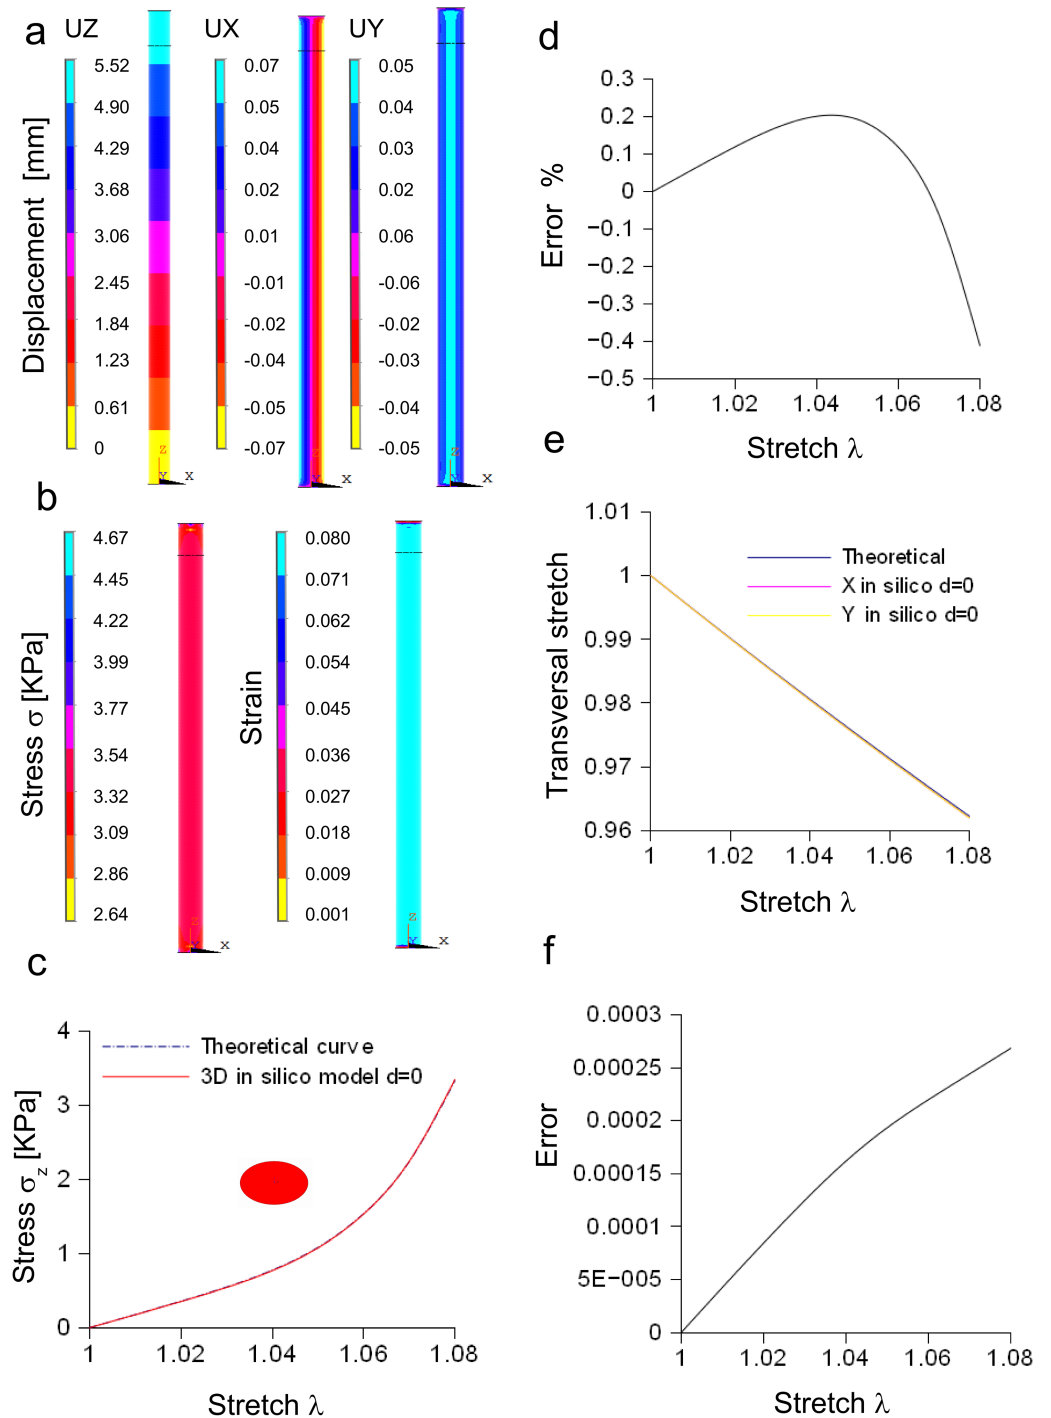 a
UZ
UX
UY
Displacement [mm]
5.52
4.90
4.29
3.68
3.06
2.45
1.84
1.23
0.61
0
0.07
0.05
0.04
0.02
0.01
-0.01
-0.02
-0.04
-0.05
-0.07
0.05
0.04
0.03
0.02
0.06
-0.06
-0.02
-0.03
-0.04
-0.05
Z
Y
X
Z
Y
X
Z
Y
X
b
Stress σ [KPa]
4.67
4.45
4.22
3.99
3.77
3.54
3.32
3.09
2.86
2.64
Z
Y
X
Strain
0.080
0.071
0.062
0.054
0.045
0.036
0.027
0.018
0.009
0.001
Z
Y
X
c
Stress σz [KPa]
4
3
2
1
0
Theoretical curve
3D in silico model d=0
1 1.02 1.04 1.06 1.08
Stretch λ
d
Error %
0.3
0.2
0.1
0
−0.1
−0.2
−0.3
−0.4
−0.5
1 1.02 1.04 1.06 1.08
Stretch λ
e
Transversal stretch
1.01
1
0.99
0.98
0.97
0.96
Theoretical
X in silico d=0
Y in silico d=0
1 1.02 1.04 1.06 1.08
Stretch λ
f
Error
0.0003
0.00025
0.0002
0.00015
0.0001
5E−005
0
1 1.02 1.04 1.06 1.08
Stretch λ